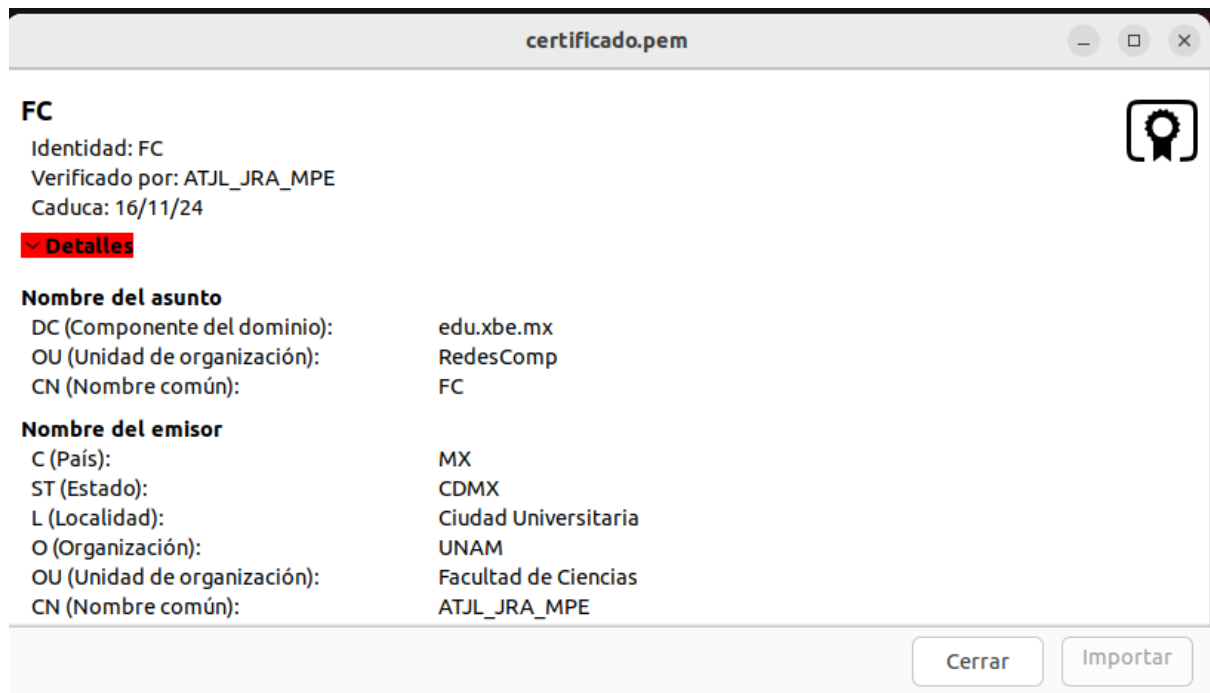 certificado.pem
FC
Identidad: FC
Verificado por: ATJL_JRA_MPE
Caduca: 16/11/24
Detalles
Nombre del asunto
DC (Componente del dominio): edu.xbe.mx
OU (Unidad de organización): RedesComp
CN (Nombre común): FC
Nombre del emisor
C (País): MX
ST (Estado): CDMX
L (Localidad): Ciudad Universitaria
O (Organización): UNAM
OU (Unidad de organización): Facultad de Ciencias
CN (Nombre común): ATJL_JRA_MPE
Cerrar Importar